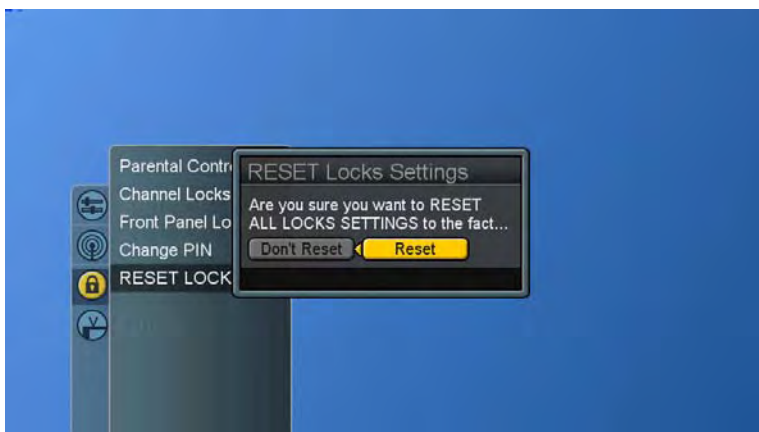 Parental Contr
Channel Locks
Front Panel Lo
Change PIN
RESET LOCK
RESET Locks Settings
Are you sure you want to RESET
ALL LOCKS SETTINGS to the fact...
Don't Reset
Reset